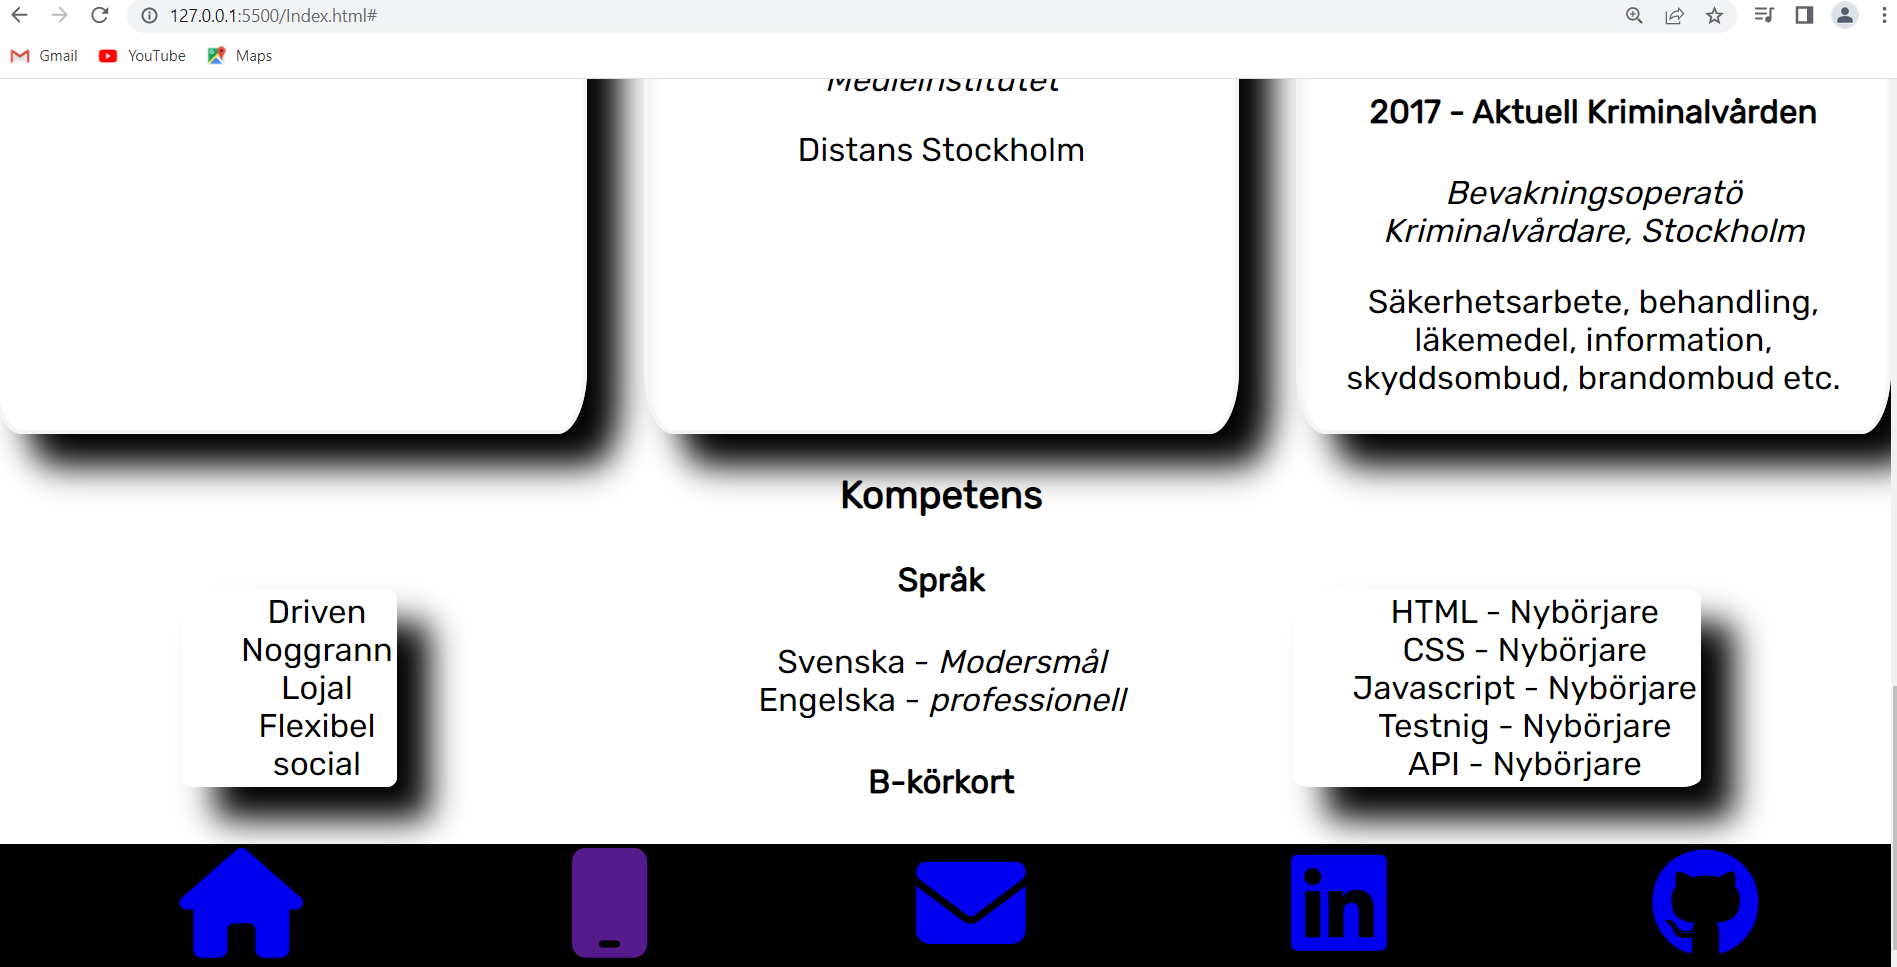 127.0.0.1:5500/Index.html#
Gmail YouTube Maps
Medieinstitutet
Distans Stockholm
2017 - Aktuell Kriminalvården
Bevakningsoperatö
Kriminalvårdare, Stockholm
Säkerhetsarbete, behandling,
läkemedel, information,
skyddsombud, brandombud etc.
Kompetens
Språk
Svenska - Modersmål
Engelska - professionell
B-körkort
Driven
Noggrann
Lojal
Flexibel
social
HTML - Nybörjare
CSS - Nybörjare
Javascript - Nybörjare
Testnig - Nybörjare
API - Nybörjare
in